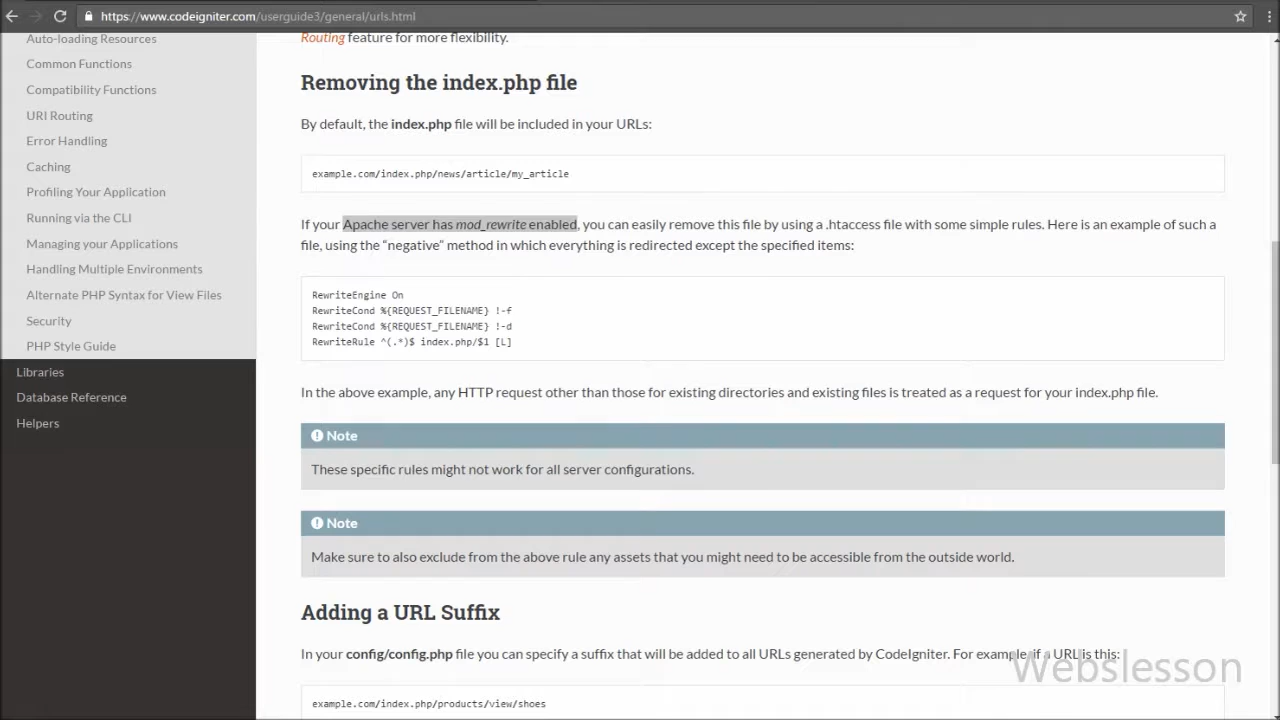 https://www.codeigniter.com/userguide3/general/urls.html
Auto-loading Resources
Common Functions
Compatibility Functions
URI Routing
Error Handling
Caching
Profiling Your Application
Running via the CLI
Managing your Applications
Handling Multiple Environments
Alternate PHP Syntax for View Files
Security
PHP Style Guide
Libraries
Database Reference
Helpers
Routing feature for more flexibility.
Removing the index.php file
By default, the index.php file will be included in your URLs:
example.com/index.php/news/article/my_article
If your Apache server has mod_rewrite enabled, you can easily remove this file by using a .htaccess file with some simple rules. Here is an example of such a
file, using the “negative” method in which everything is redirected except the specified items:
RewriteEngine On
RewriteCond %{REQUEST_FILENAME} !-f
RewriteCond %{REQUEST_FILENAME} !-d
RewriteRule ^(.*)$ index.php/$1 [L]
In the above example, any HTTP request other than those for existing directories and existing files is treated as a request for your index.php file.
Note
These specific rules might not work for all server configurations.
Note
Make sure to also exclude from the above rule any assets that you might need to be accessible from the outside world.
Adding a URL Suffix
In your config/config.php file you can specify a suffix that will be added to all URLs generated by CodeIgniter. For example, if a URL is this:
Webslesson
example.com/index.php/products/view/shoes